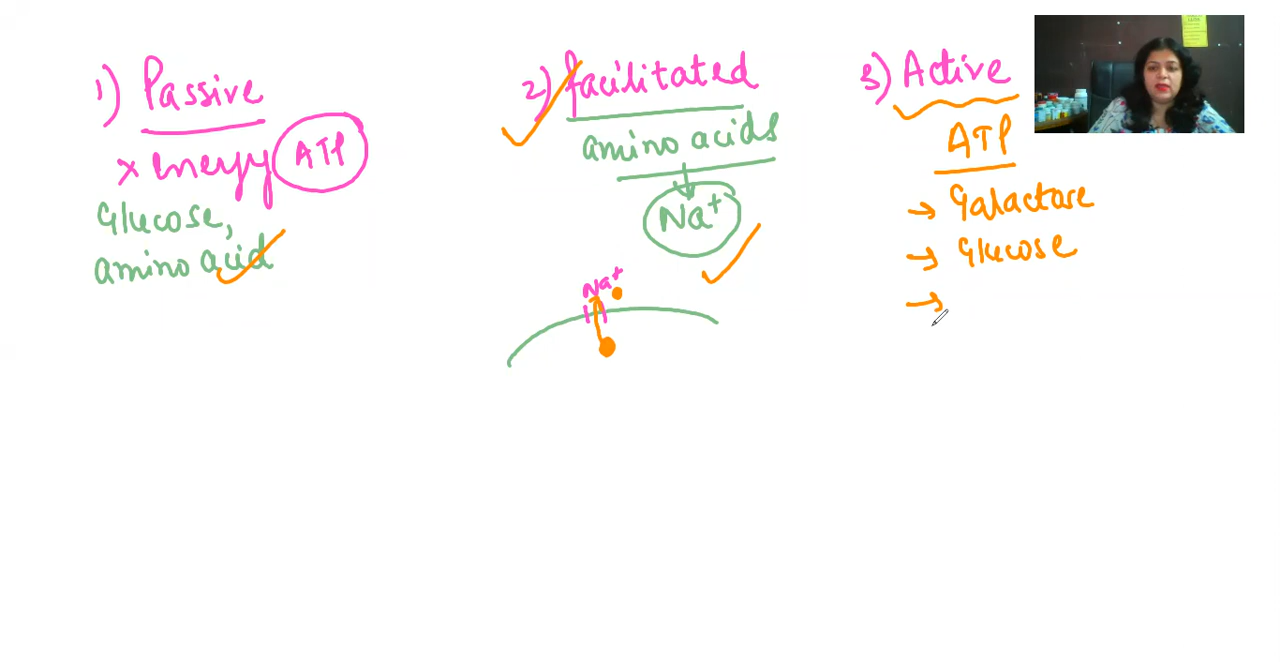 1) Passive
× energy ATP
Glucose,
amino acid
2) facilitated
amino acids
Na+
Na+
3) Active
ATP
→ Galactose
→ Glucose
→